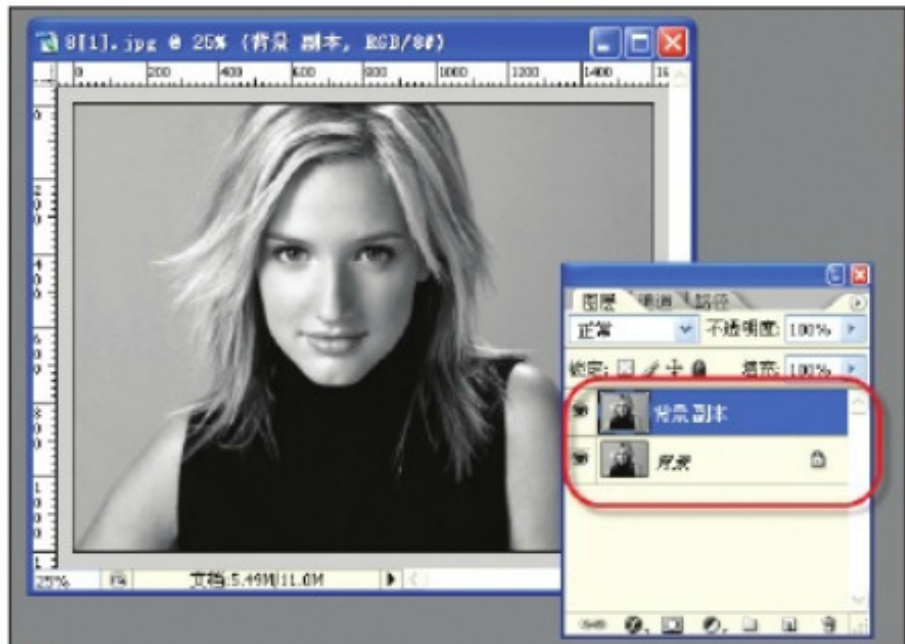 8[1].jpg @ 25% (背景 副本, RGB/8#)
0 200 400 600 800 1000 1200 1400 16
图层 通道 路径
正常 不透明度: 100%
锁定: 填充: 100%
背景 副本
背景
25% 文档:5.49M/11.0M